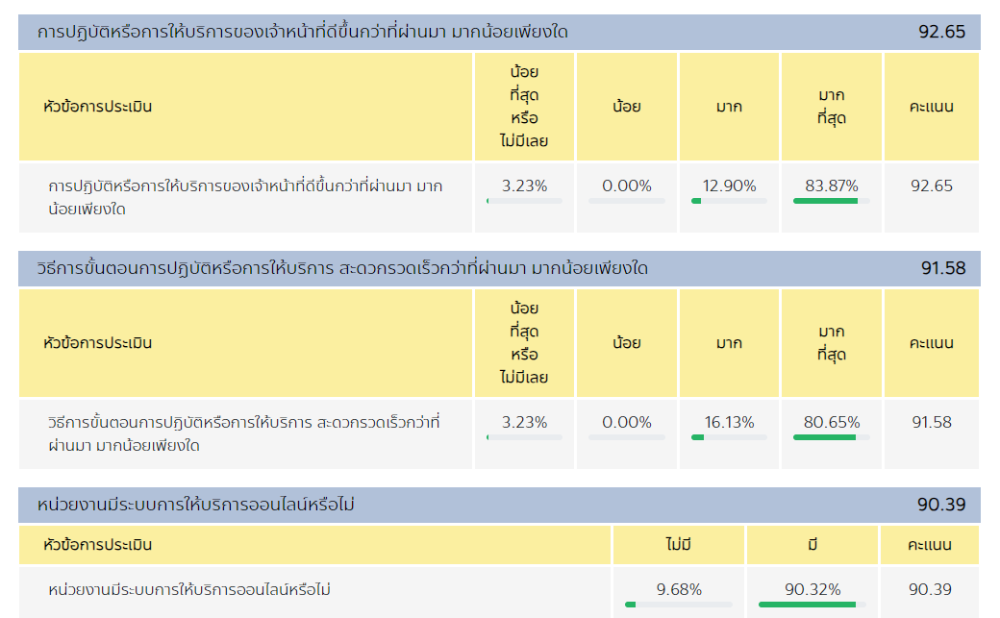 การปฏิบัติหรือการให้บริการของเจ้าหน้าที่ดีขึ้นกว่าที่ผ่านมา มากน้อยเพียงใด 92.65
หัวข้อการประเมิน น้อยที่สุดหรือไม่มีเลย น้อย มาก มากที่สุด คะแนน
การปฏิบัติหรือการให้บริการของเจ้าหน้าที่ดีขึ้นกว่าที่ผ่านมา มาก 3.23% 0.00% 12.90% 83.87% 92.65
น้อยเพียงใด
วิธีการขั้นตอนการปฏิบัติหรือการให้บริการ สะดวกรวดเร็วกว่าที่ผ่านมา มากน้อยเพียงใด 91.58
หัวข้อการประเมิน น้อยที่สุดหรือไม่มีเลย น้อย มาก มากที่สุด คะแนน
วิธีการขั้นตอนการปฏิบัติหรือการให้บริการ สะดวกรวดเร็วกว่าที่ 3.23% 0.00% 16.13% 80.65% 91.58
ผ่านมา มากน้อยเพียงใด
หน่วยงานมีระบบการให้บริการออนไลน์หรือไม่ 90.39
หัวข้อการประเมิน ไม่มี มี คะแนน
หน่วยงานมีระบบการให้บริการออนไลน์หรือไม่ 9.68% 90.32% 90.39